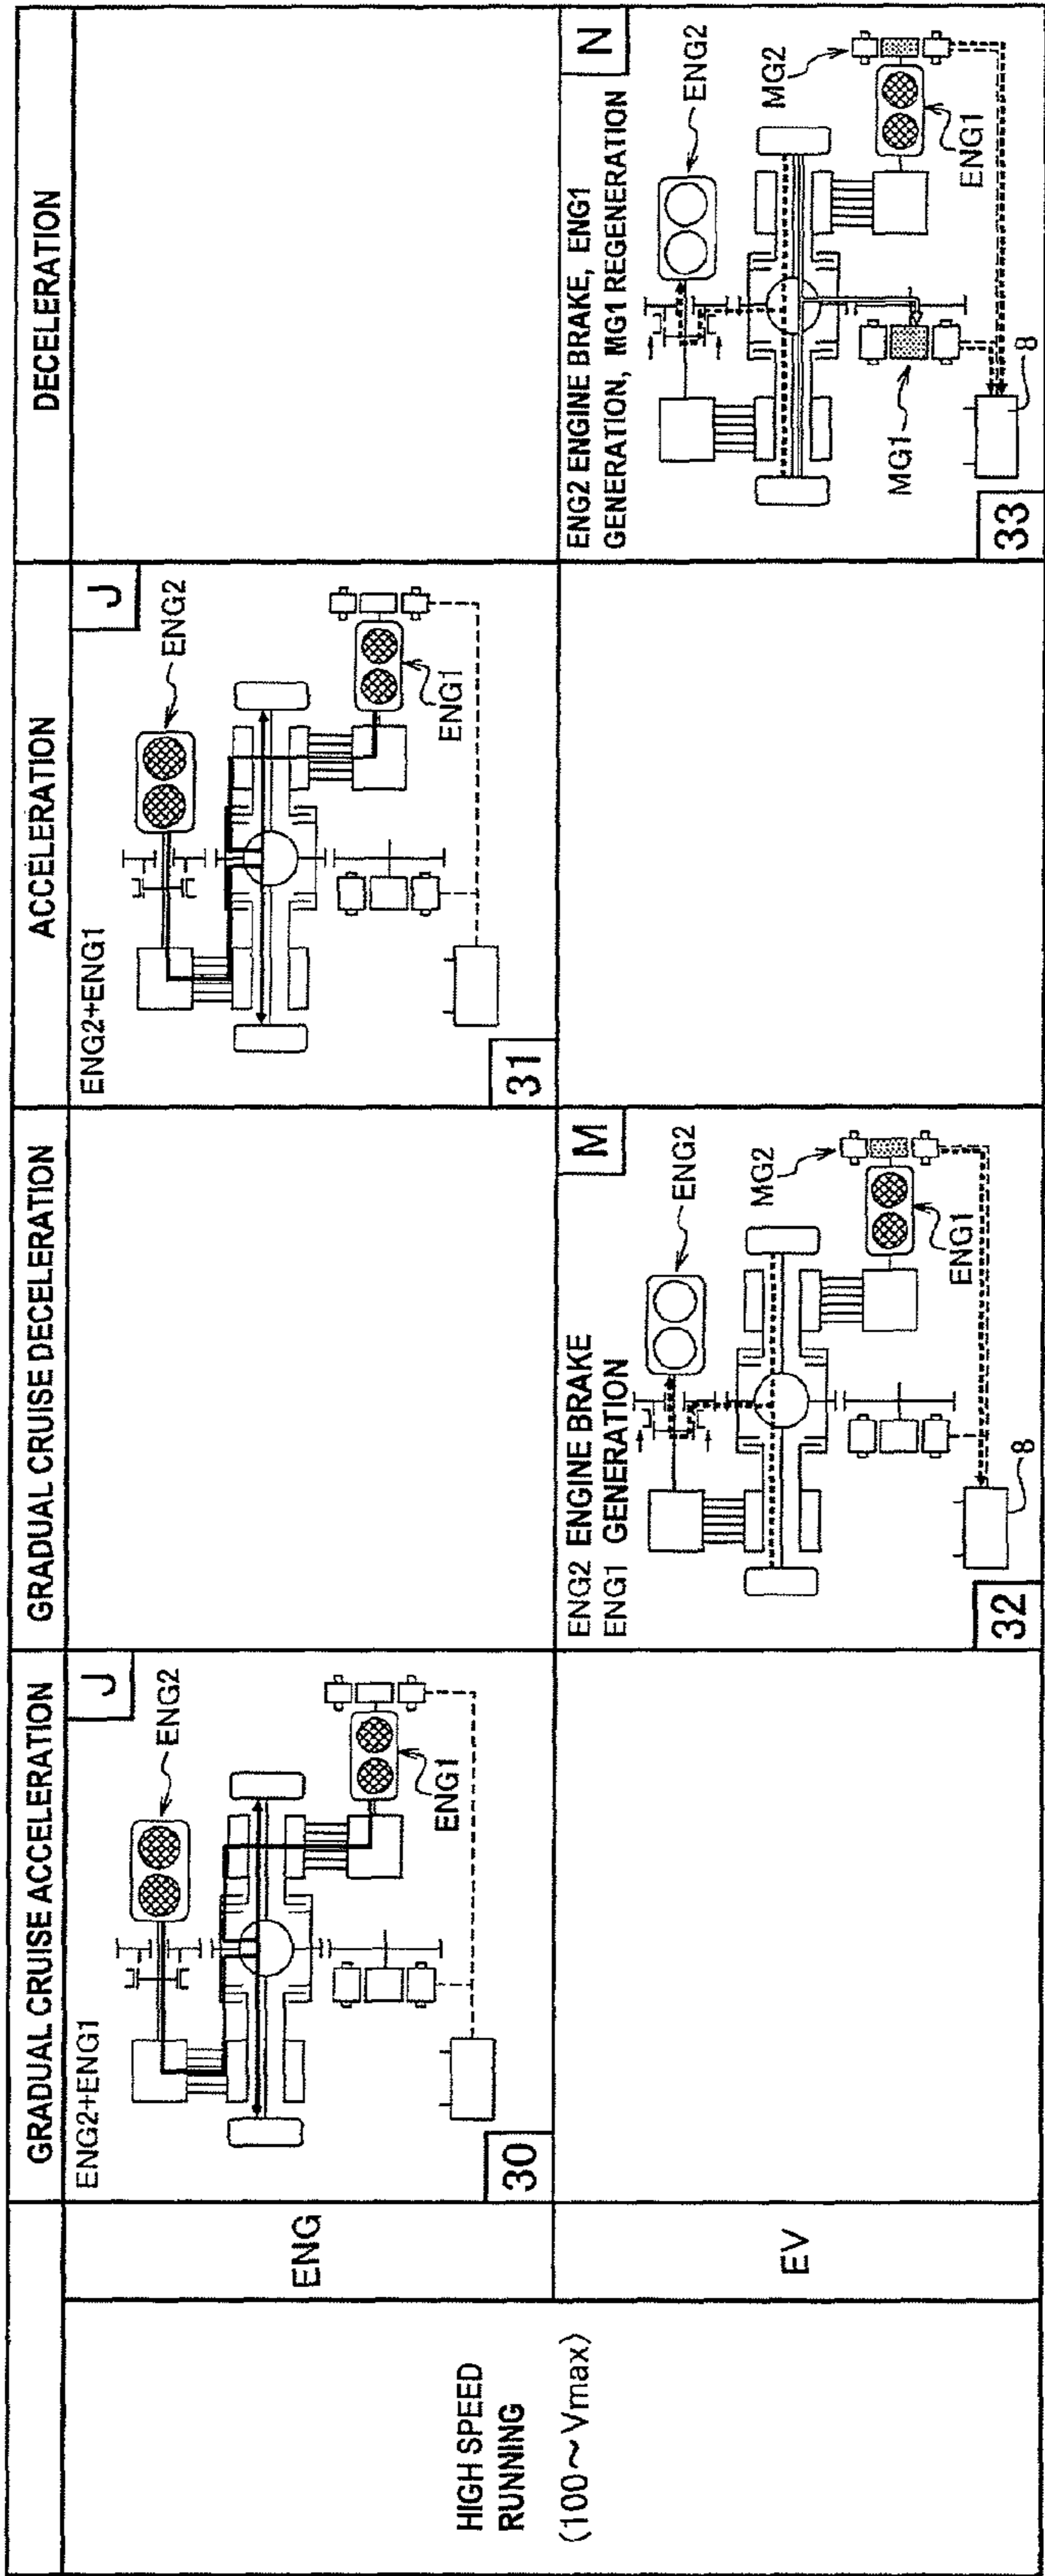 GRADUAL CRUISE ACCELERATION
GRADUAL CRUISE DECELERATION
ACCELERATION
DECELERATION
HIGH SPEED
RUNNING
(100~Vmax)
ENG
ENG2+ENG1
J
ENG2
ENG1
30
ENG2+ENG1
J
ENG2
ENG1
31
EV
ENG2 ENGINE BRAKE
ENG1 GENERATION
M
ENG2
MG2
ENG1
8
32
ENG2 ENGINE BRAKE, ENG1
GENERATION, MG1 REGENERATION
N
ENG2
MG2
ENG1
MG1
8
33